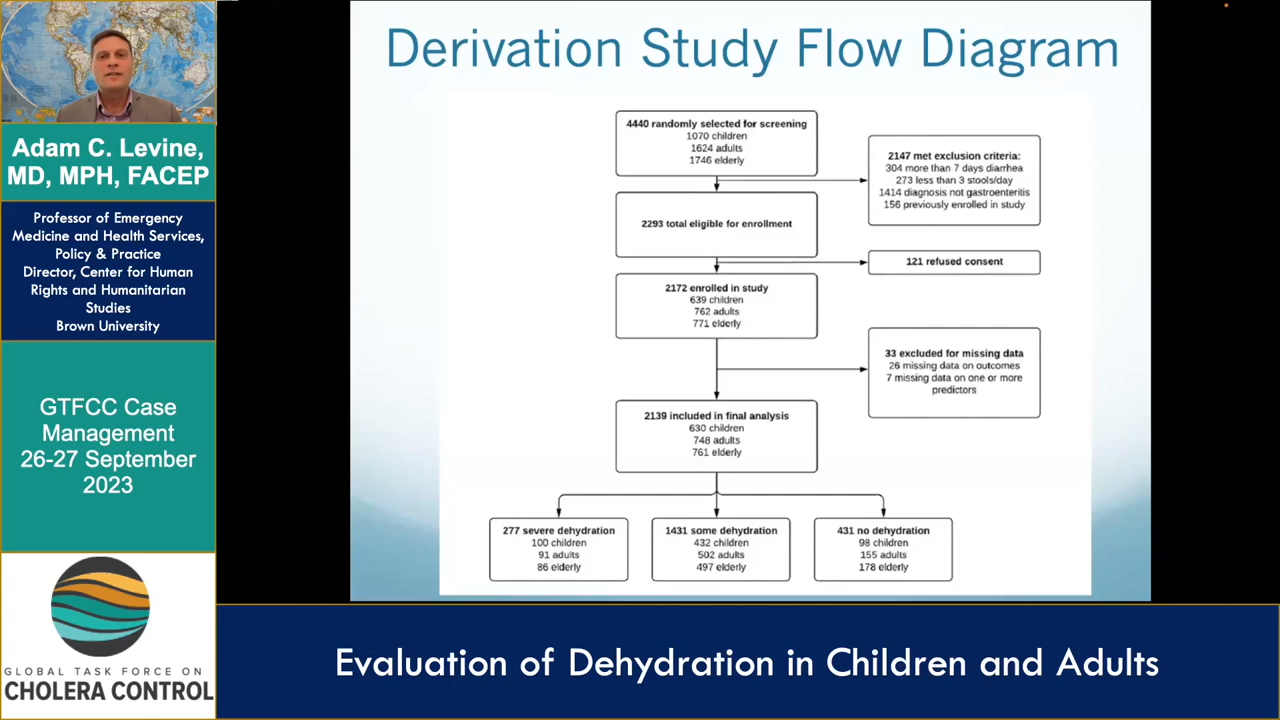 Derivation Study Flow Diagram
4440 randomly selected for screening
1070 children
1624 adults
1746 elderly
2147 met exclusion criteria:
304 more than 7 days diarrhea
273 less than 3 stools/day
1414 diagnosis not gastroenteritis
156 previously enrolled in study
2293 total eligible for enrollment
121 refused consent
2172 enrolled in study
639 children
762 adults
771 elderly
33 excluded for missing data
26 missing data on outcomes
7 missing data on one or more
predictors
2139 included in final analysis
630 children
748 adults
761 elderly
277 severe dehydration
100 children
91 adults
86 elderly
1431 some dehydration
432 children
502 adults
497 elderly
431 no dehydration
98 children
155 adults
178 elderly
Adam C. Levine,
MD, MPH, FACEP
Professor of Emergency
Medicine and Health Services,
Policy & Practice
Director, Center for Human
Rights and Humanitarian
Studies
Brown University
GTFCC Case
Management
26-27 September
2023
GLOBAL TASK FORCE ON
CHOLERA CONTROL
Evaluation of Dehydration in Children and Adults